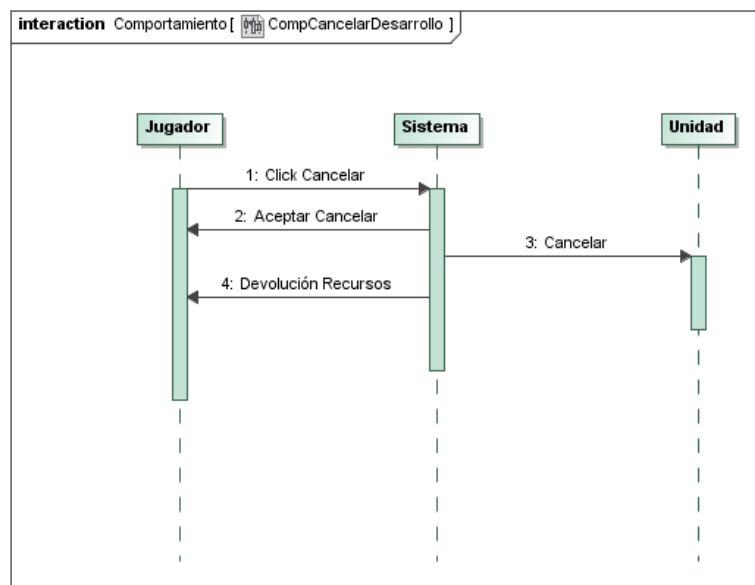 interaction Comportamiento [ CompCancelarDesarrollo ]
Jugador Sistema Unidad
1: Click Cancelar
2: Aceptar Cancelar
3: Cancelar
4: Devolución Recursos